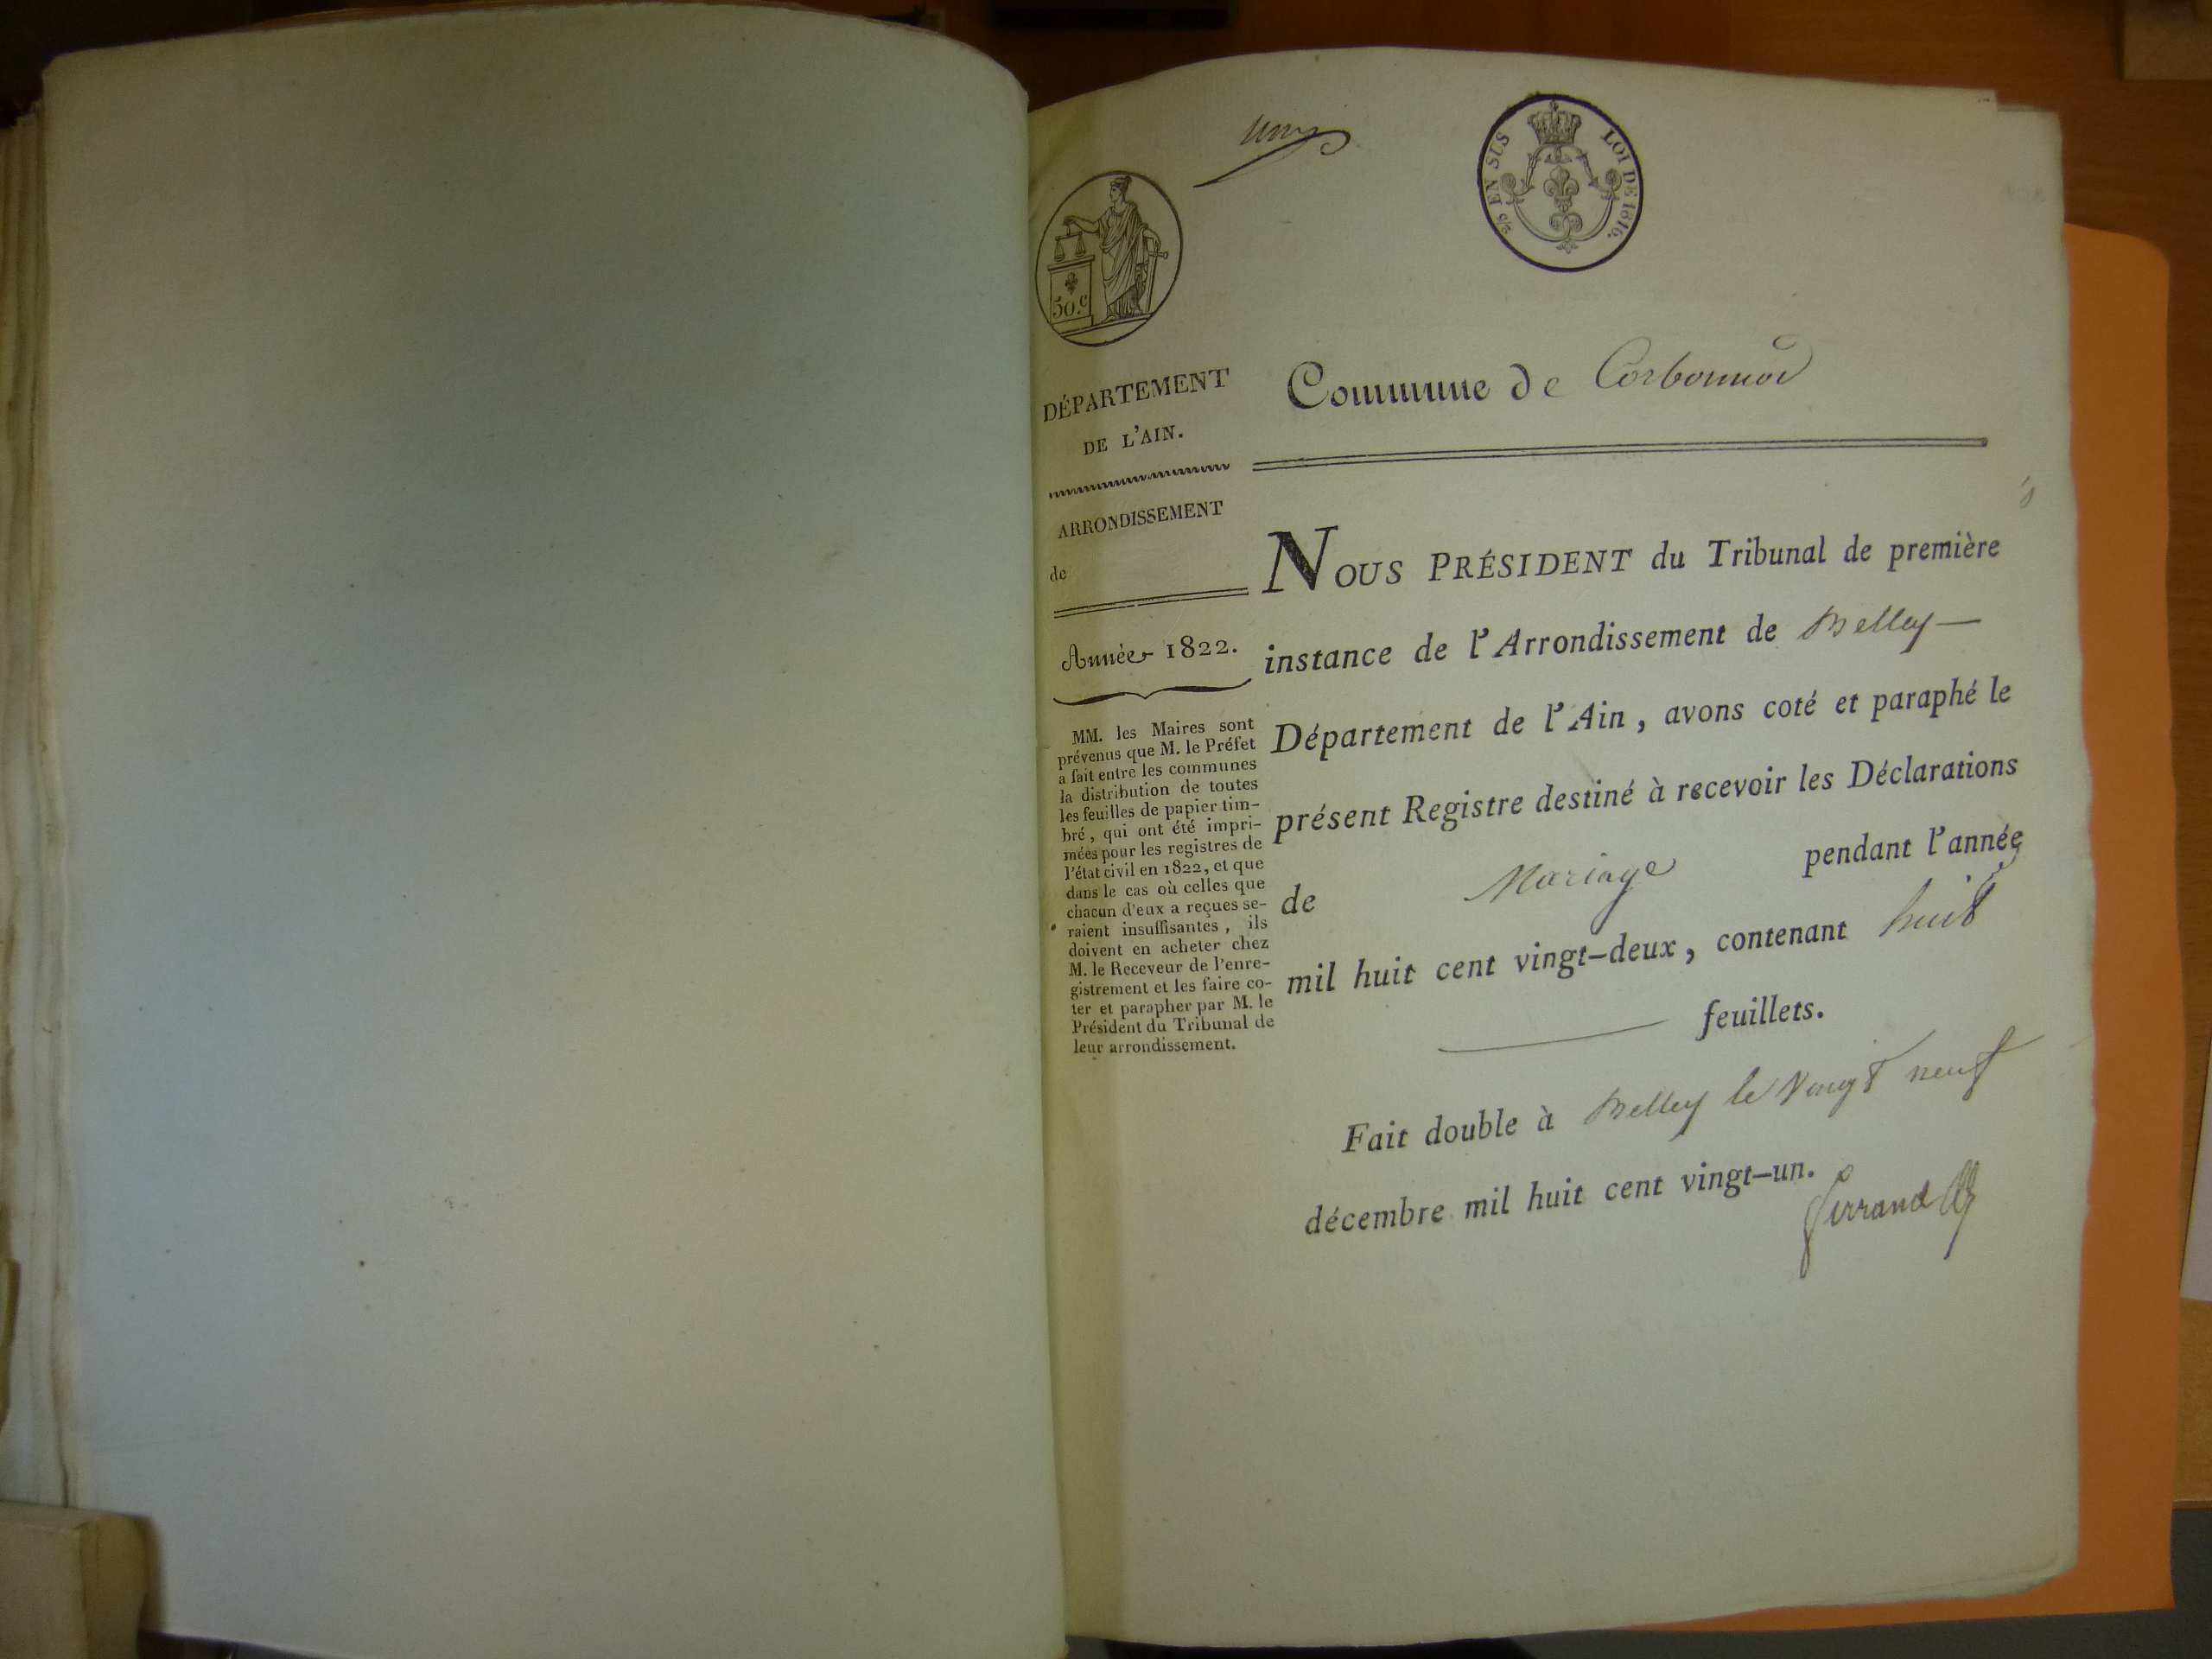 2/5 EN SUS LOI DE 1816.
50.c
DÉPARTEMENT
DE L'AIN.
ARRONDISSEMENT
de
Année 1822.
MM. les Maires sont
prévenus que M. le Préfet
a fait entre les communes
la distribution de toutes
les feuilles de papier tim-
bré, qui ont été impri-
mées pour les registres de
l'état civil en 1822, et que
dans le cas où celles que
chacun d'eux a reçues se-
raient insuffisantes, ils
doivent en acheter chez
M. le Receveur de l'enre-
gistrement et les faire co-
ter et parapher par M. le
Président du Tribunal de
leur arrondissement.
Commune de Corbonnod
NOUS PRÉSIDENT du Tribunal de première
instance de l'Arrondissement de Belley —
Département de l'Ain, avons coté et paraphé le
présent Registre destiné à recevoir les Déclarations
de Mariage pendant l'année
mil huit cent vingt-deux, contenant huit
feuillets.
Fait double à Belley le Vingt neuf
décembre mil huit cent vingt-un.